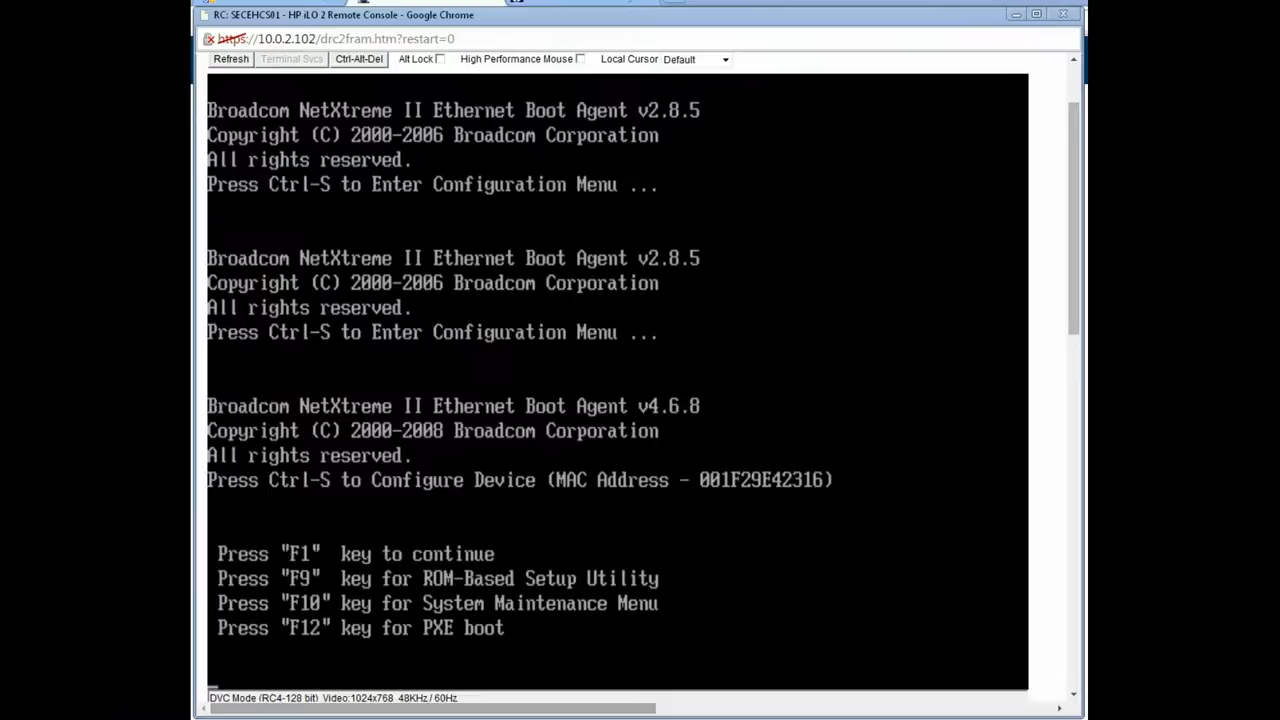 RC: SECEHCS01 - HP iLO 2 Remote Console - Google Chrome
https://10.0.2.102/drc2fram.htm?restart=0
Refresh Terminal Svcs Ctrl-Alt-Del Alt Lock High Performance Mouse Local Cursor Default
Broadcom NetXtreme II Ethernet Boot Agent v2.8.5
Copyright (C) 2000-2006 Broadcom Corporation
All rights reserved.
Press Ctrl-S to Enter Configuration Menu ...
Broadcom NetXtreme II Ethernet Boot Agent v2.8.5
Copyright (C) 2000-2006 Broadcom Corporation
All rights reserved.
Press Ctrl-S to Enter Configuration Menu ...
Broadcom NetXtreme II Ethernet Boot Agent v4.6.8
Copyright (C) 2000-2008 Broadcom Corporation
All rights reserved.
Press Ctrl-S to Configure Device (MAC Address - 001F29E42316)
Press "F1" key to continue
Press "F9" key for ROM-Based Setup Utility
Press "F10" key for System Maintenance Menu
Press "F12" key for PXE boot
DVC Mode (RC4-128 bit) Video:1024x768 48KHz / 60Hz